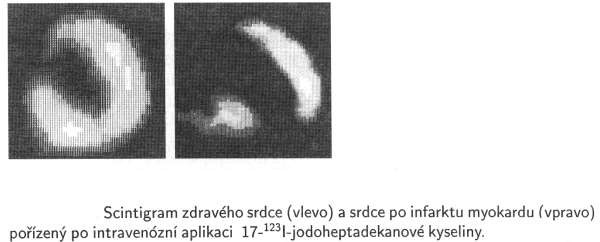 Scintigram zdravého srdce (vlevo) a srdce po infarktu myokardu (vpravo)
pořízený po intravenózní aplikaci 17-¹²³I-jodoheptadekanové kyseliny.